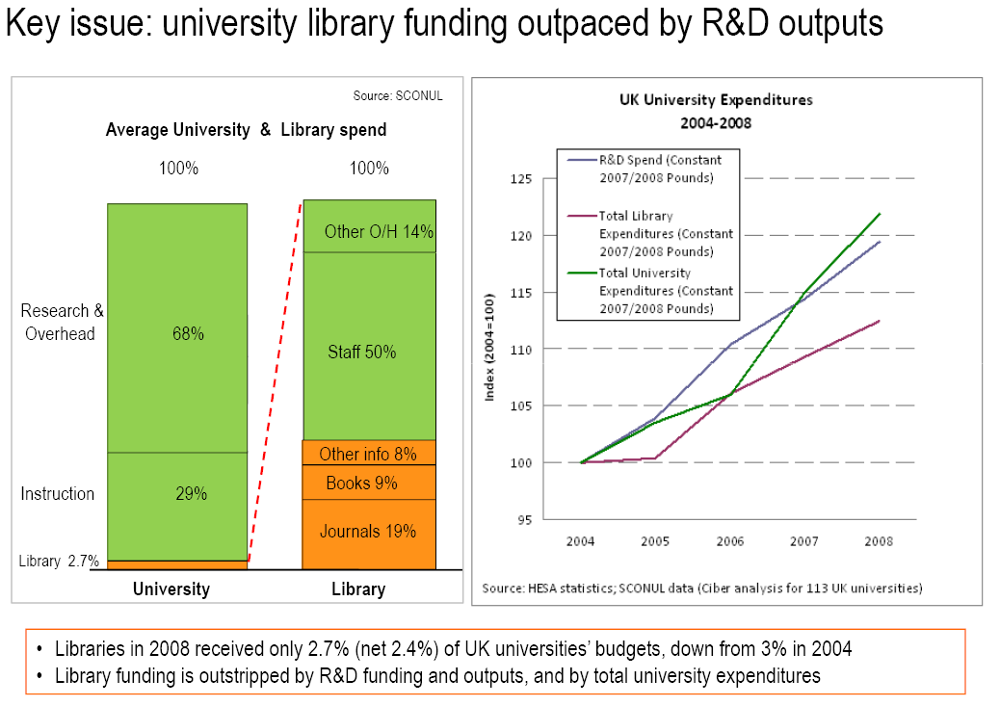 Key issue: university library funding outpaced by R&D outputs
Source: SCONUL
Average University & Library spend
100%
100%
Other O/H 14%
Research &
Overhead
68%
Staff 50%
Other info 8%
Books 9%
Instruction
29%
Journals 19%
Library 2.7%
University
Library
UK University Expenditures
2004-2008
R&D Spend (Constant
2007/2008 Pounds)
Total Library
Expenditures (Constant
2007/2008 Pounds)
Total University
Expenditures (Constant
2007/2008 Pounds)
Index (2004=100)
125
120
115
110
105
100
95
2004
2005
2006
2007
2008
Source: HESA statistics; SCONUL data (Ciber analysis for 113 UK universities)
• Libraries in 2008 received only 2.7% (net 2.4%) of UK universities' budgets, down from 3% in 2004
• Library funding is outstripped by R&D funding and outputs, and by total university expenditures